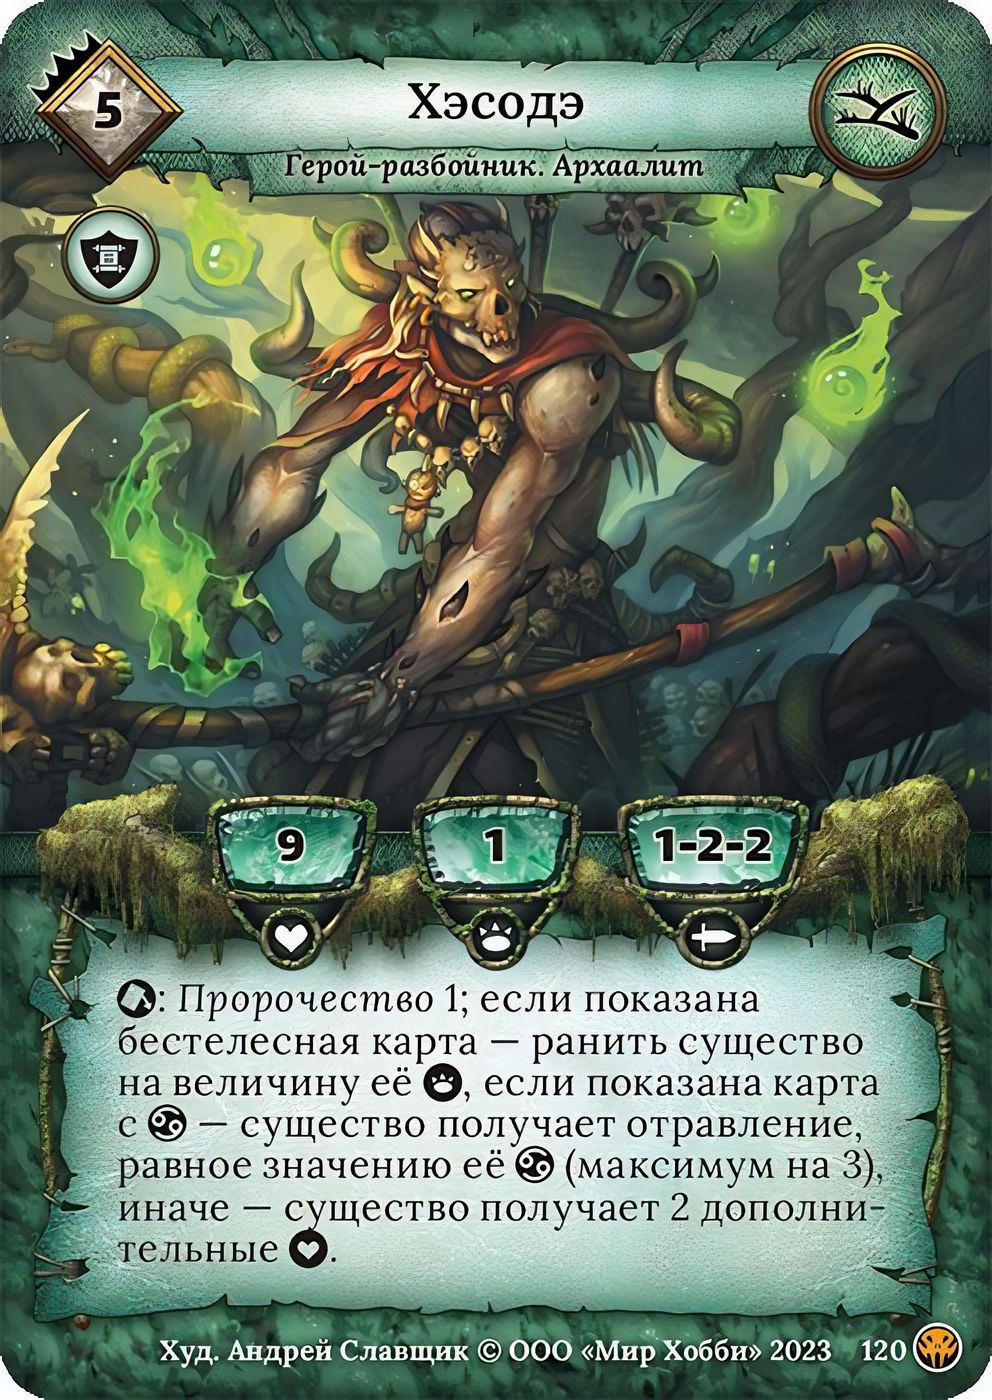 5
Хэсодэ
Герой-разбойник. Архаалит
9
1
1-2-2
: Пророчество 1; если показана
бестелесная карта — ранить существо
на величину её , если показана карта
с — существо получает отравление,
равное значению её (максимум на 3),
иначе — существо получает 2 дополни-
тельные .
Худ. Андрей Славщик © ООО «Мир Хобби» 2023 120